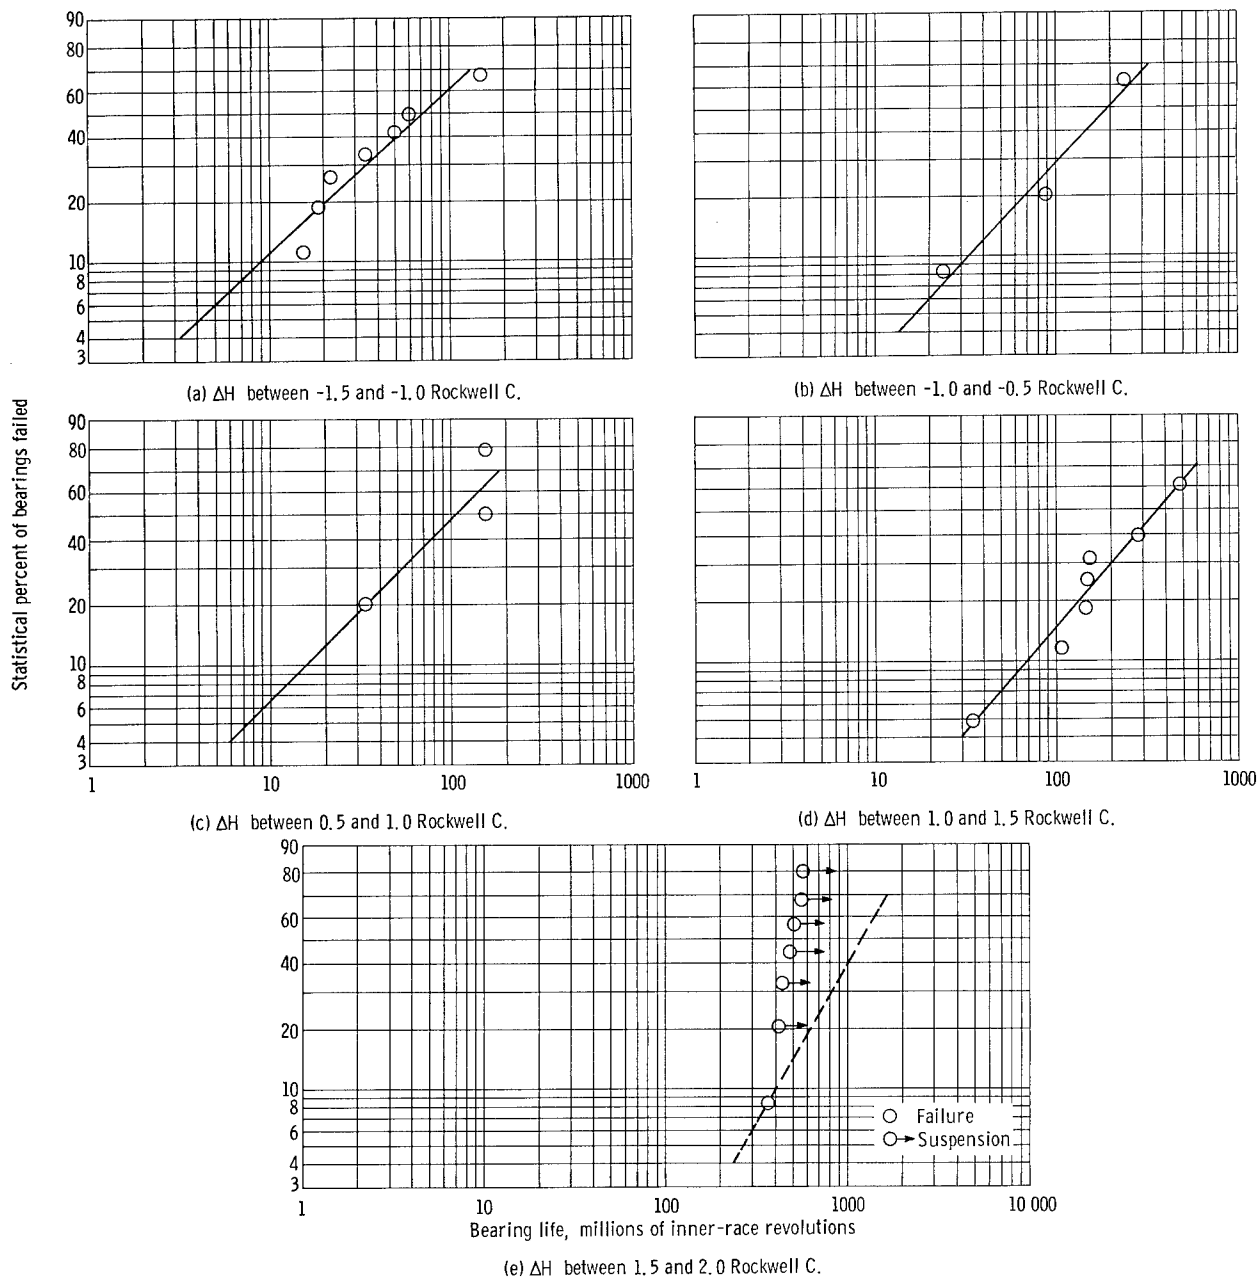 90
80
60
40
20
10
8
6
4
3
(a) ΔH between -1.5 and -1.0 Rockwell C.
(b) ΔH between -1.0 and -0.5 Rockwell C.
Statistical percent of bearings failed
90
80
60
40
20
10
8
6
4
3
1 10 100 1000
1 10 100 1000
(c) ΔH between 0.5 and 1.0 Rockwell C.
(d) ΔH between 1.0 and 1.5 Rockwell C.
90
80
60
40
20
10
8
6
4
3
Failure
Suspension
1 10 100 1000 10 000
Bearing life, millions of inner-race revolutions
(e) ΔH between 1.5 and 2.0 Rockwell C.